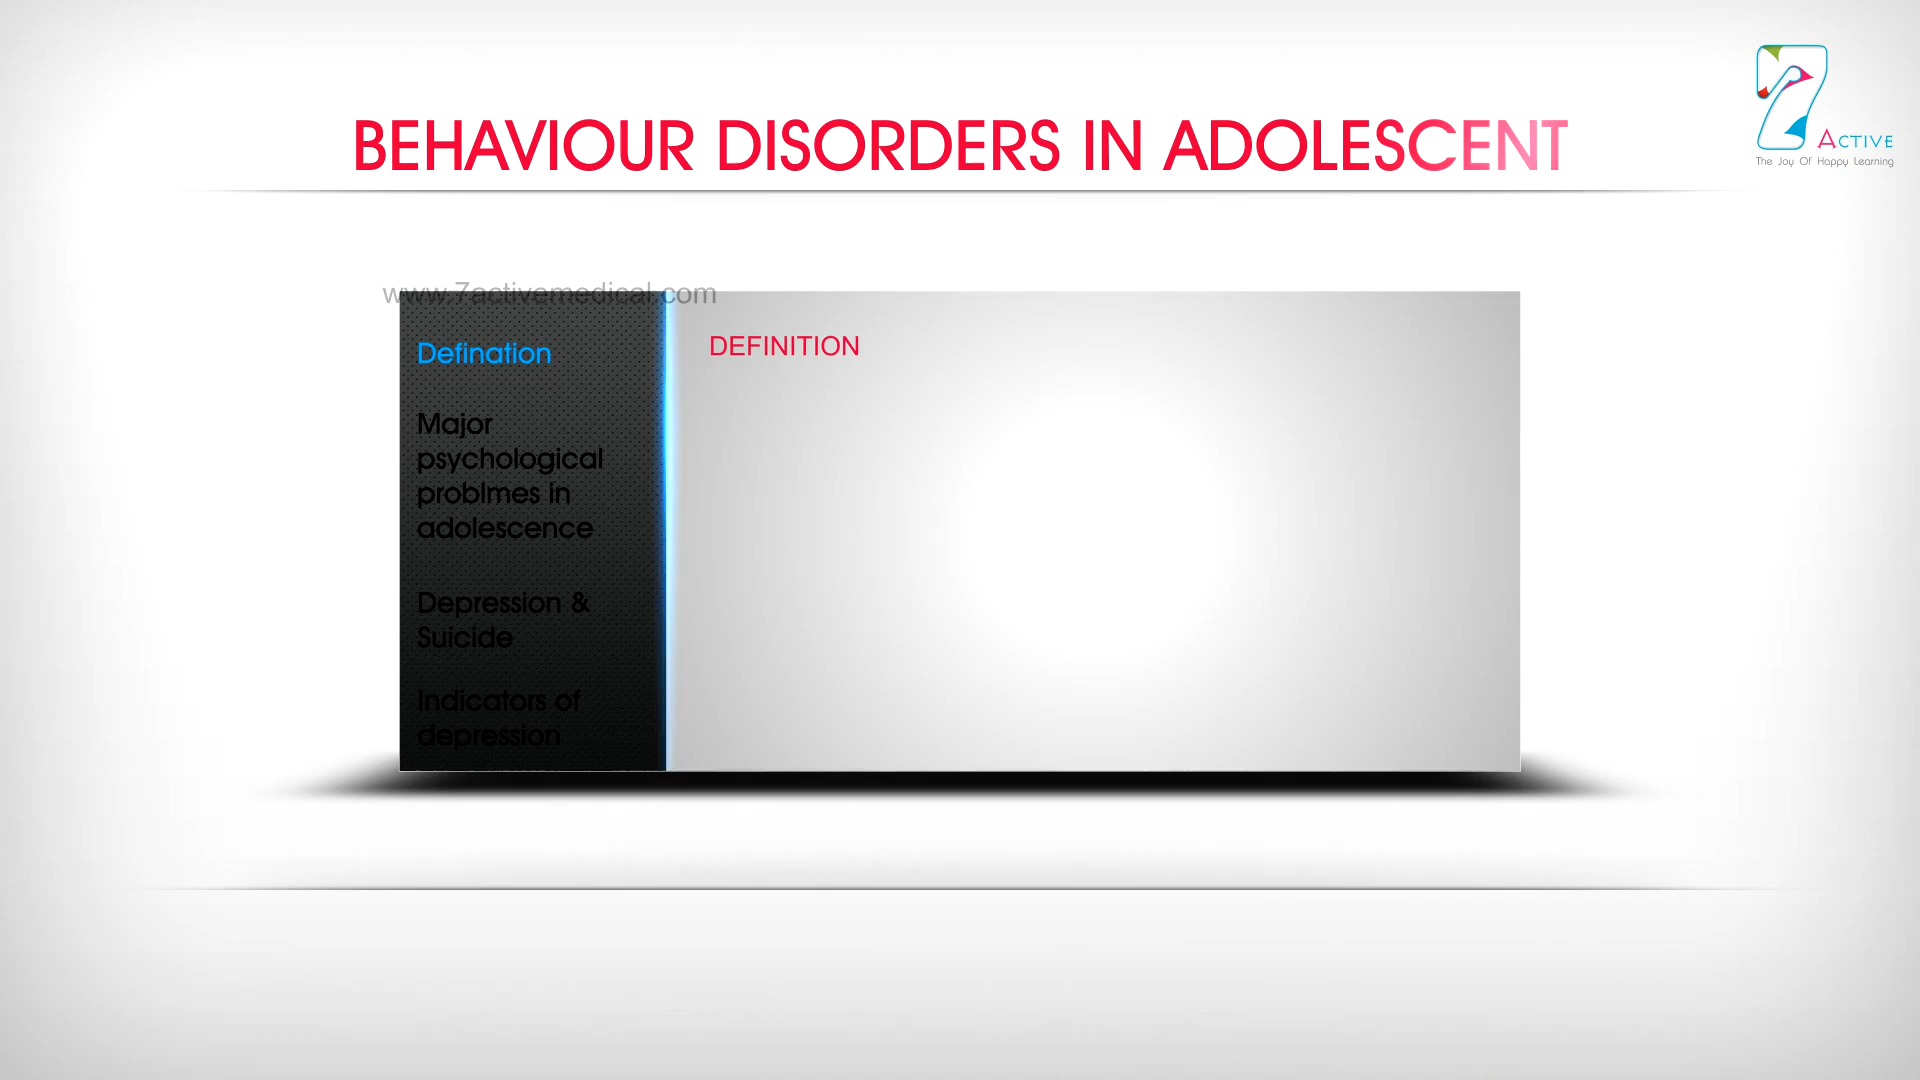 7 ACTIVE
The Joy Of Happy Learning
BEHAVIOUR DISORDERS IN ADOLESCENT
www.7activemedical.com
Defination
Major
psychological
problmes in
adolescence
Depression &
Suicide
Indicators of
depression
DEFINITION